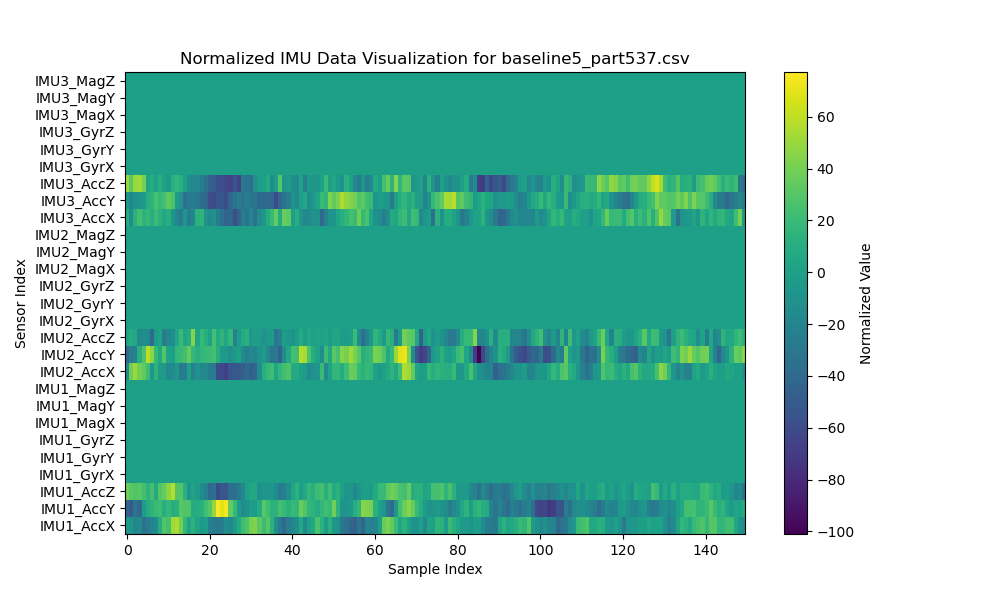 Normalized IMU Data Visualization for baseline5_part537.csv
IMU3_MagZ
IMU3_MagY
IMU3_MagX
IMU3_GyrZ
IMU3_GyrY
IMU3_GyrX
IMU3_AccZ
IMU3_AccY
IMU3_AccX
IMU2_MagZ
IMU2_MagY
IMU2_MagX
IMU2_GyrZ
IMU2_GyrY
IMU2_GyrX
IMU2_AccZ
IMU2_AccY
IMU2_AccX
IMU1_MagZ
IMU1_MagY
IMU1_MagX
IMU1_GyrZ
IMU1_GyrY
IMU1_GyrX
IMU1_AccZ
IMU1_AccY
IMU1_AccX
Sensor Index
0 20 40 60 80 100 120 140
Sample Index
60
40
20
0
−20
−40
−60
−80
−100
Normalized Value